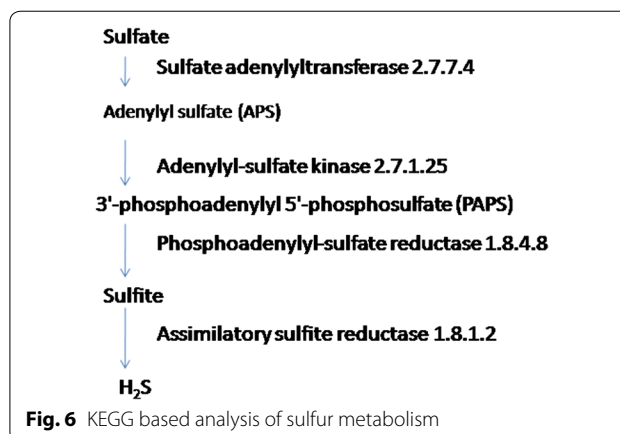 Sulfate
Sulfate adenylyltransferase 2.7.7.4
Adenylyl sulfate (APS)
Adenylyl-sulfate kinase 2.7.1.25
3'-phosphoadenylyl 5'-phosphosulfate (PAPS)
Phosphoadenylyl-sulfate reductase 1.8.4.8
Sulfite
Assimilatory sulfite reductase 1.8.1.2
H₂S
Fig. 6 KEGG based analysis of sulfur metabolism